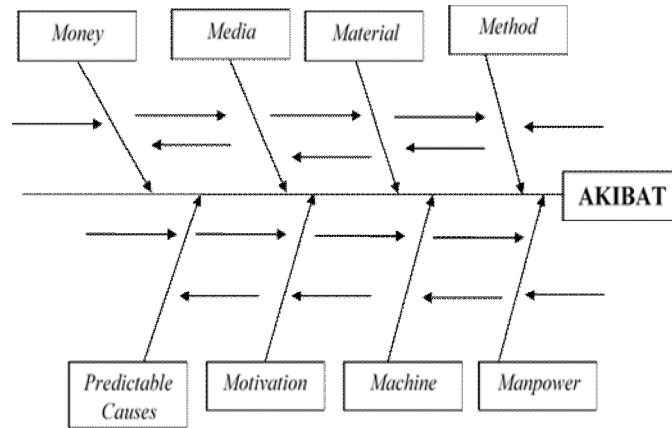 Money
Media
Material
Method
AKIBAT
Predictable
Causes
Motivation
Machine
Manpower